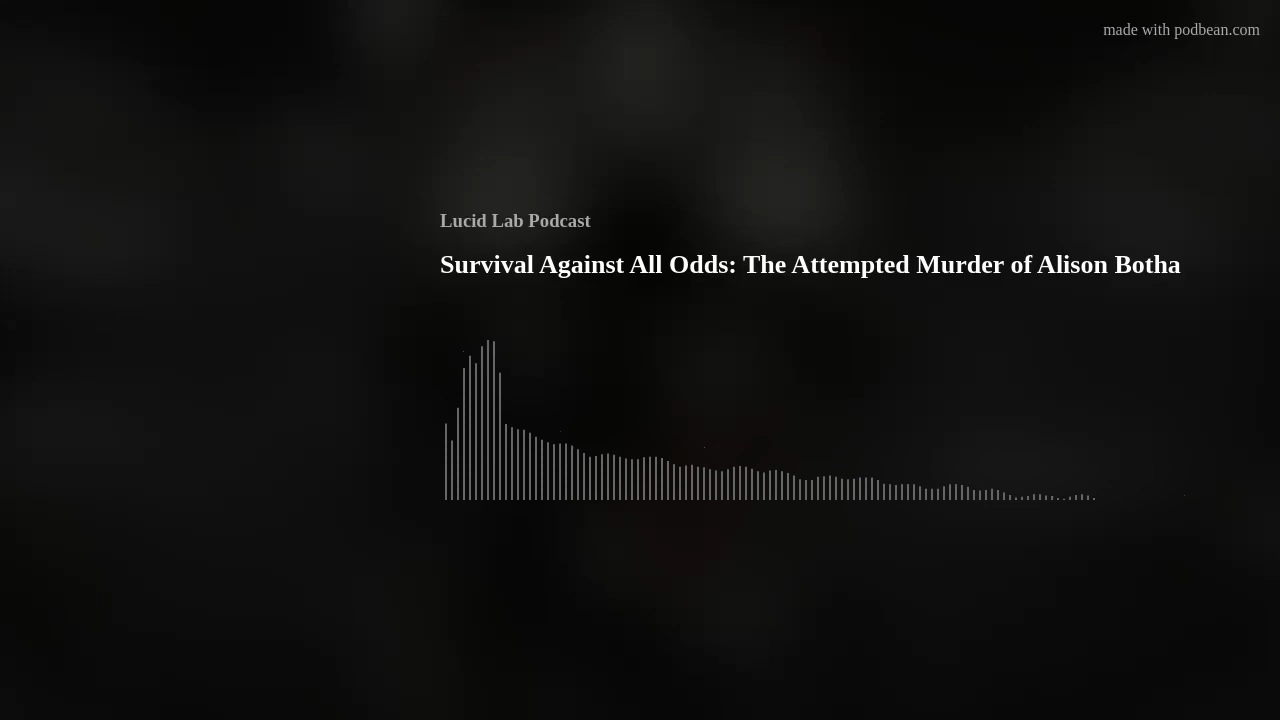 made with podbean.com
Lucid Lab Podcast
Survival Against All Odds: The Attempted Murder of Alison Botha